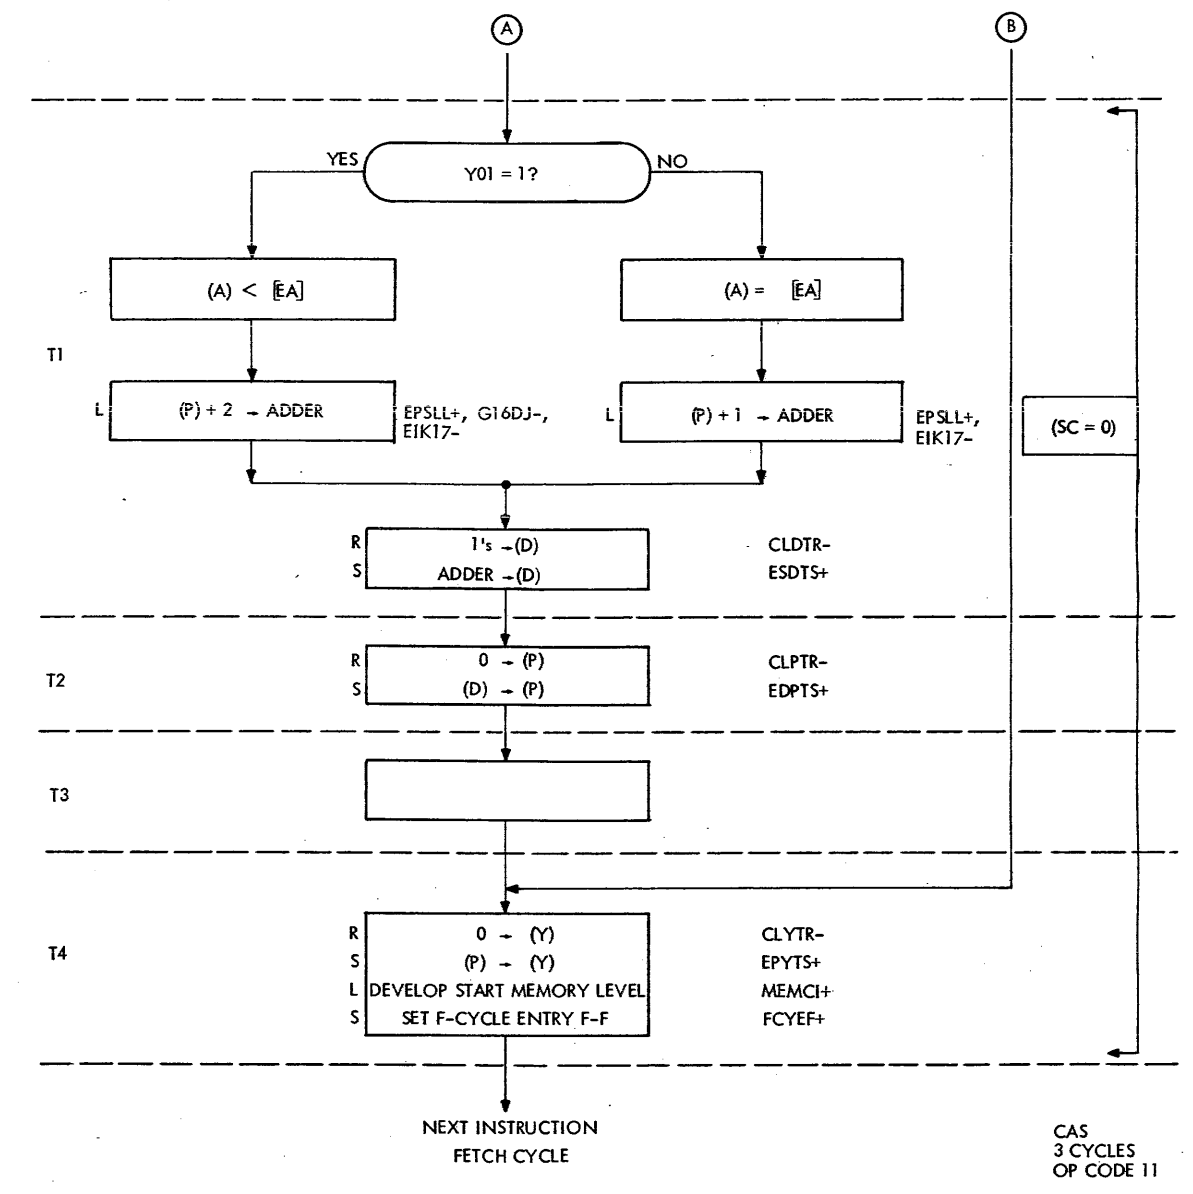 A
B
YES
Y01 = 1?
NO
(A) < [EA]
(A) = [EA]
T1
L
(P) + 2 → ADDER
EPSLL+, G16DJ-,
EIK17-
L
(P) + 1 → ADDER
EPSLL+,
EIK17-
(SC = 0)
R
1's → (D)
CLDTR-
S
ADDER → (D)
ESDTS+
T2
R
0 → (P)
CLPTR-
S
(D) → (P)
EDPTS+
T3
T4
R
0 → (Y)
CLYTR-
S
(P) → (Y)
EPYTS+
L
DEVELOP START MEMORY LEVEL
MEMCI+
S
SET F-CYCLE ENTRY F-F
FCYEF+
NEXT INSTRUCTION
FETCH CYCLE
CAS
3 CYCLES
OP CODE 11